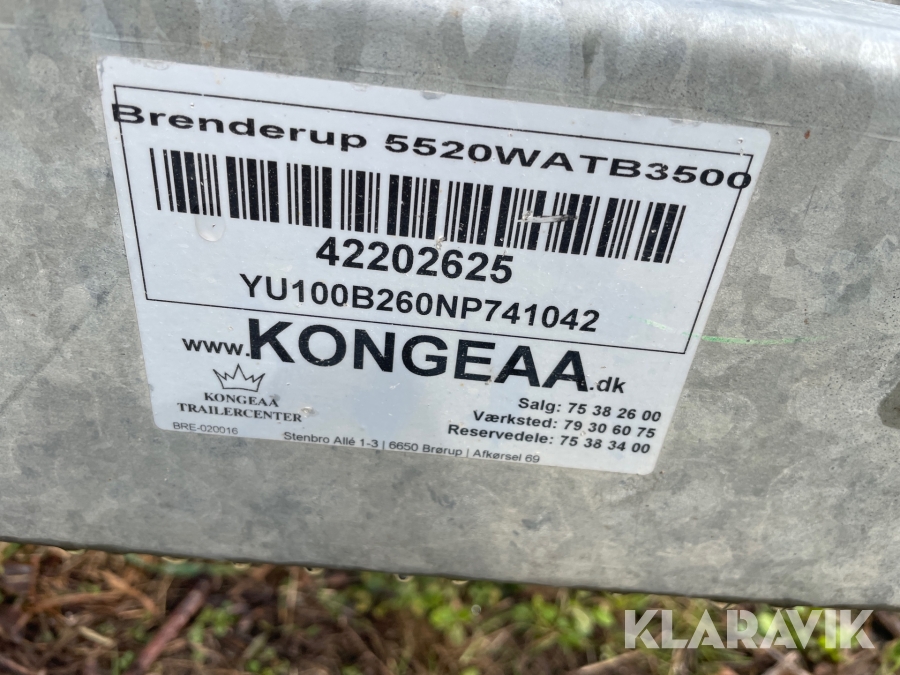 Brenderup 5520WATB3500
42202625
YU100B260NP741042
www.KONGEAA.dk
KONGEAA
TRAILERCENTER
Salg: 75 38 26 00
Værksted: 79 30 60 75
Reservedele: 75 38 34 00
BRE-020016
Stenbro Allé 1-3 | 6650 Brørup | Afkørsel 69
KLARAVIK